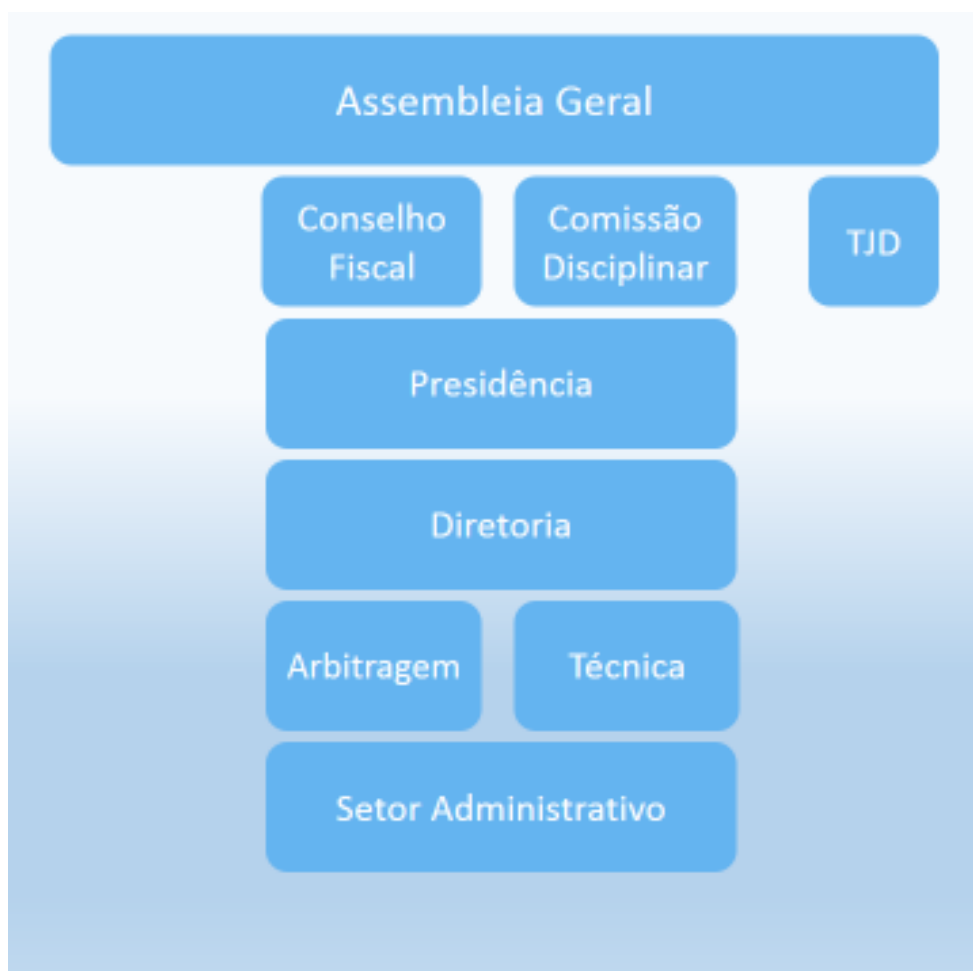 Assembleia Geral
Conselho
Fiscal
Comissão
Disciplinar
TJD
Presidência
Diretoria
Arbitragem
Técnica
Setor Administrativo